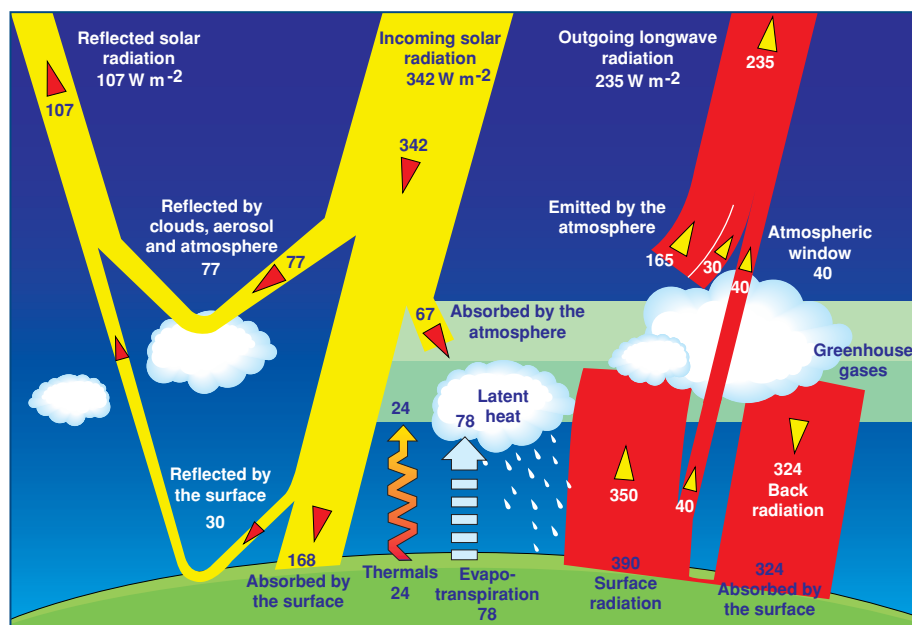 Reflected solar
radiation
107 W m-2
Incoming solar
radiation
342 W m-2
Outgoing longwave
radiation
235 W m-2
235
107
342
Reflected by
clouds, aerosol
and atmosphere
77
77
Emitted by the
atmosphere
165
30
40
Atmospheric
window
40
67
Absorbed by the
atmosphere
Greenhouse
gases
24
78
Latent
heat
Reflected by
the surface
30
350
40
324
Back
radiation
168
Absorbed by
the surface
Thermals
24
Evapo-
transpiration
78
390
Surface
radiation
324
Absorbed by
the surface